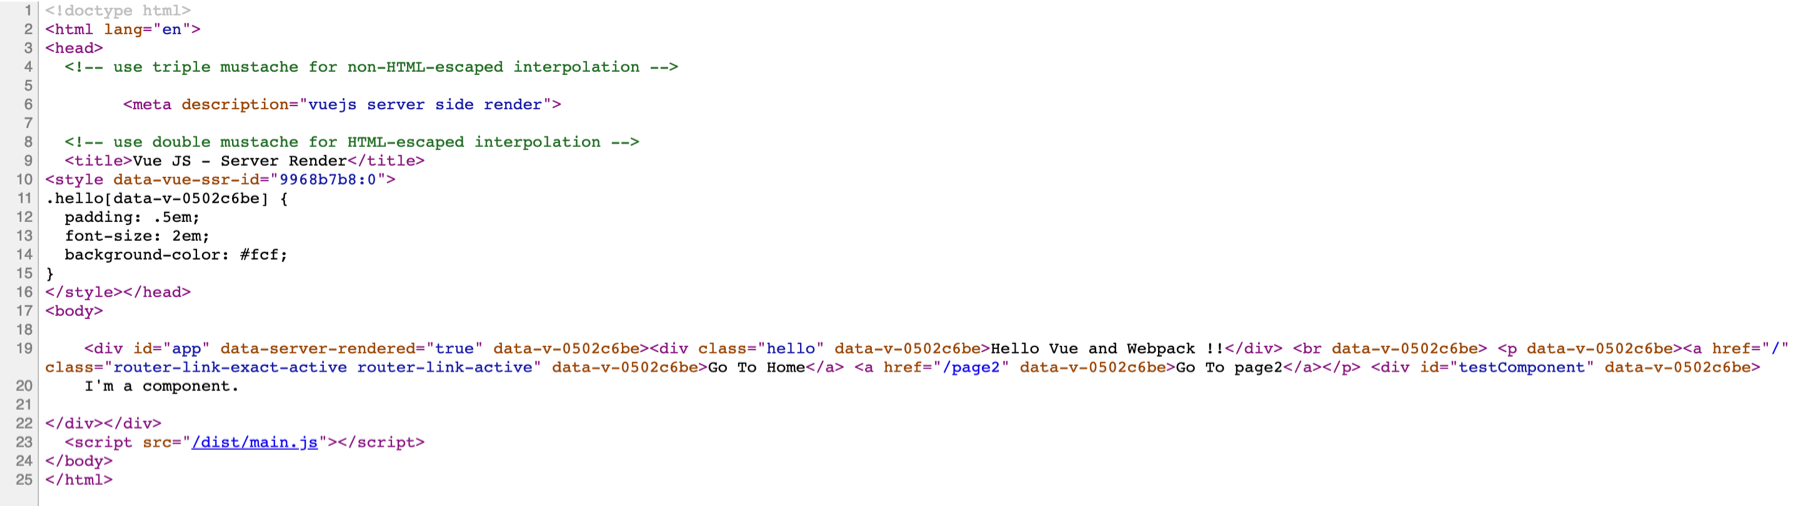 1 <!doctype html>
2 <html lang="en">
3 <head>
4   <!-- use triple mustache for non-HTML-escaped interpolation -->
5
6         <meta description="vuejs server side render">
7
8   <!-- use double mustache for HTML-escaped interpolation -->
9   <title>Vue JS - Server Render</title>
10 <style data-vue-ssr-id="9968b7b8:0">
11 .hello[data-v-0502c6be] {
12   padding: .5em;
13   font-size: 2em;
14   background-color: #fcf;
15 }
16 </style></head>
17 <body>
18
19     <div id="app" data-server-rendered="true" data-v-0502c6be><div class="hello" data-v-0502c6be>Hello Vue and Webpack !!</div> <br data-v-0502c6be> <p data-v-0502c6be><a href="/"
class="router-link-exact-active router-link-active" data-v-0502c6be>Go To Home</a> <a href="/page2" data-v-0502c6be>Go To page2</a></p> <div id="testComponent" data-v-0502c6be>
20     I'm a component.
21
22 </div></div>
23   <script src="/dist/main.js"></script>
24 </body>
25 </html>